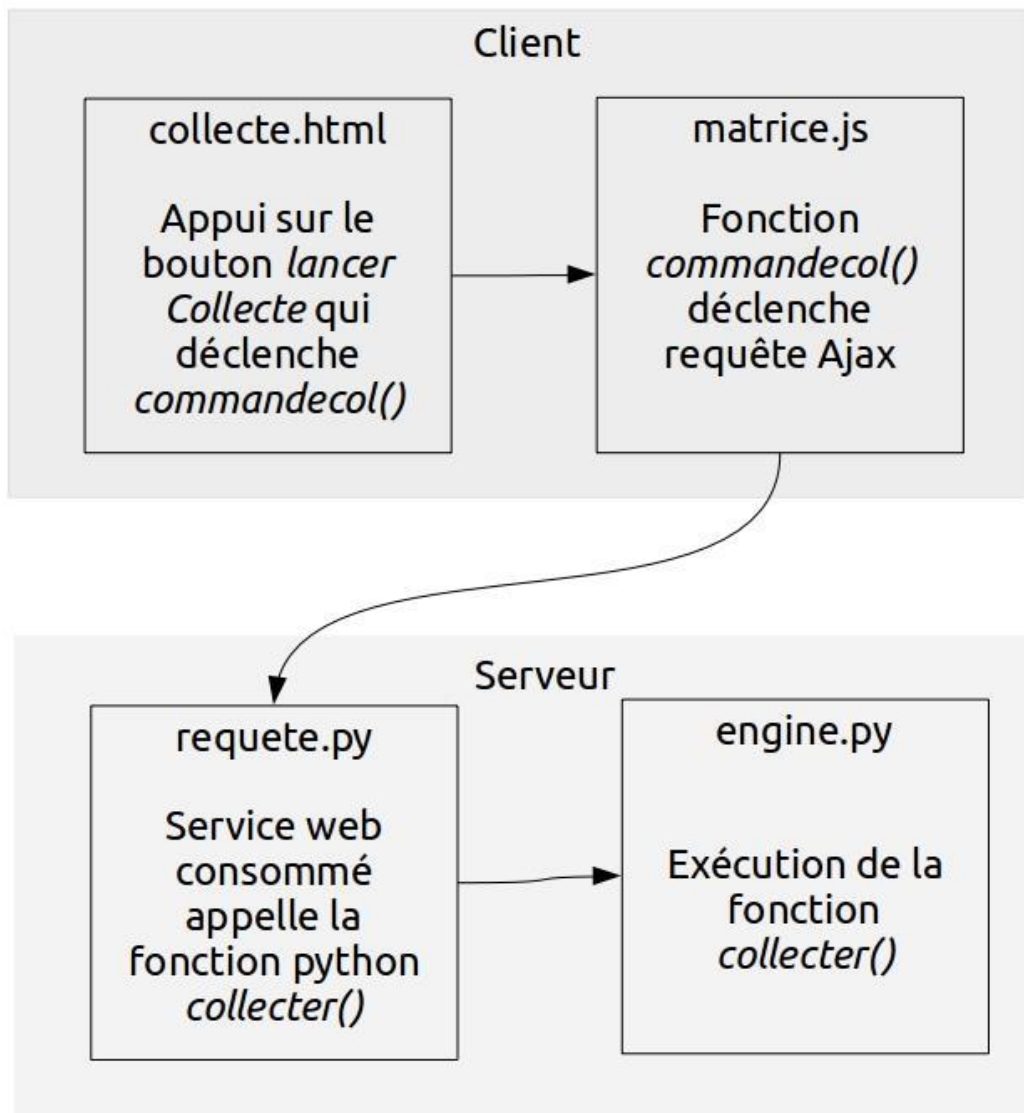 Client
collecte.html
Appui sur le
bouton lancer
Collecte qui
déclenche
commandecol()
matrice.js
Fonction
commandecol()
déclenche
requête Ajax
Serveur
requete.py
Service web
consommé
appelle la
fonction python
collecter()
engine.py
Exécution de la
fonction
collecter()